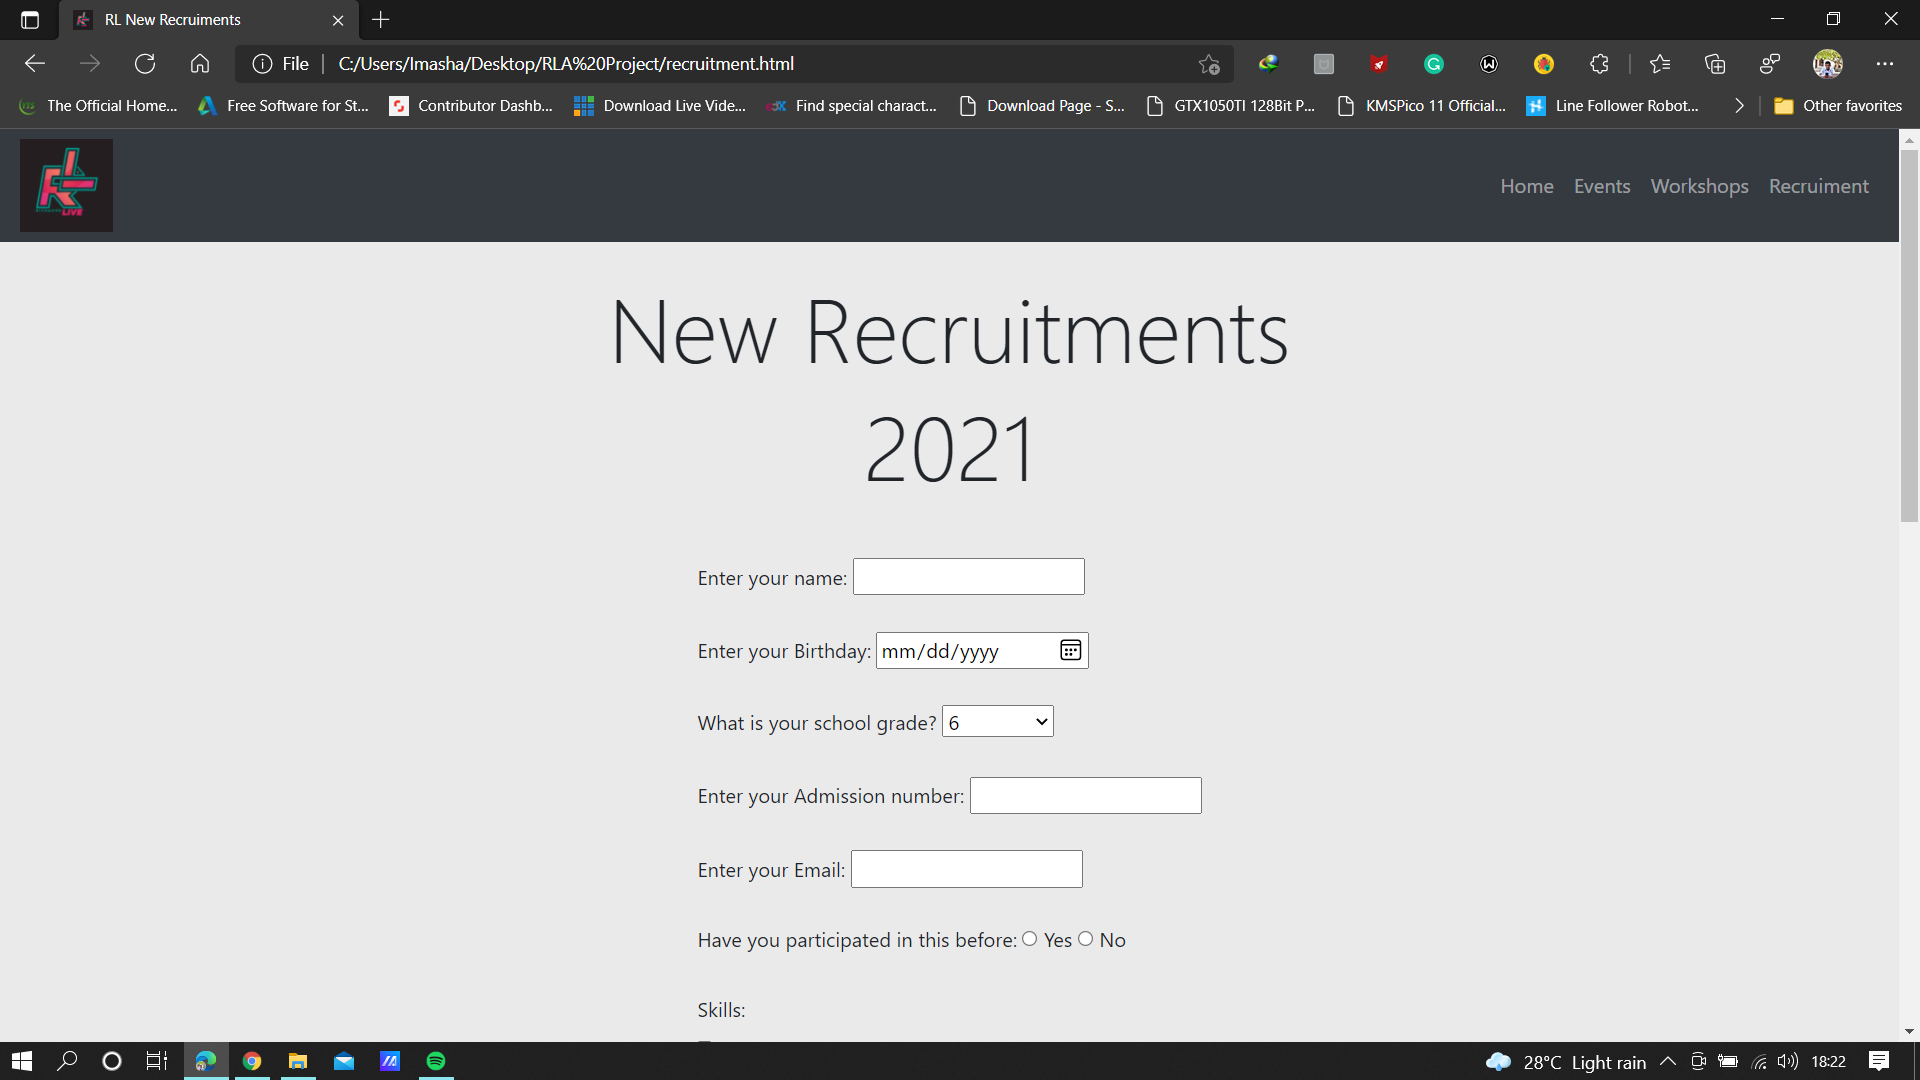 RL New Recruiments
File C:/Users/Imasha/Desktop/RLA%20Project/recruitment.html
The Official Home... Free Software for St... Contributor Dashb... Download Live Vide... Find special charact... Download Page - S... GTX1050TI 128Bit P... KMSPico 11 Official... Line Follower Robot... Other favorites
RL
LIVE
Home Events Workshops Recruiment
New Recruitments
2021
Enter your name:
Enter your Birthday: mm/dd/yyyy
What is your school grade? 6
Enter your Admission number:
Enter your Email:
Have you participated in this before: Yes No
Skills:
28°C Light rain 18:22